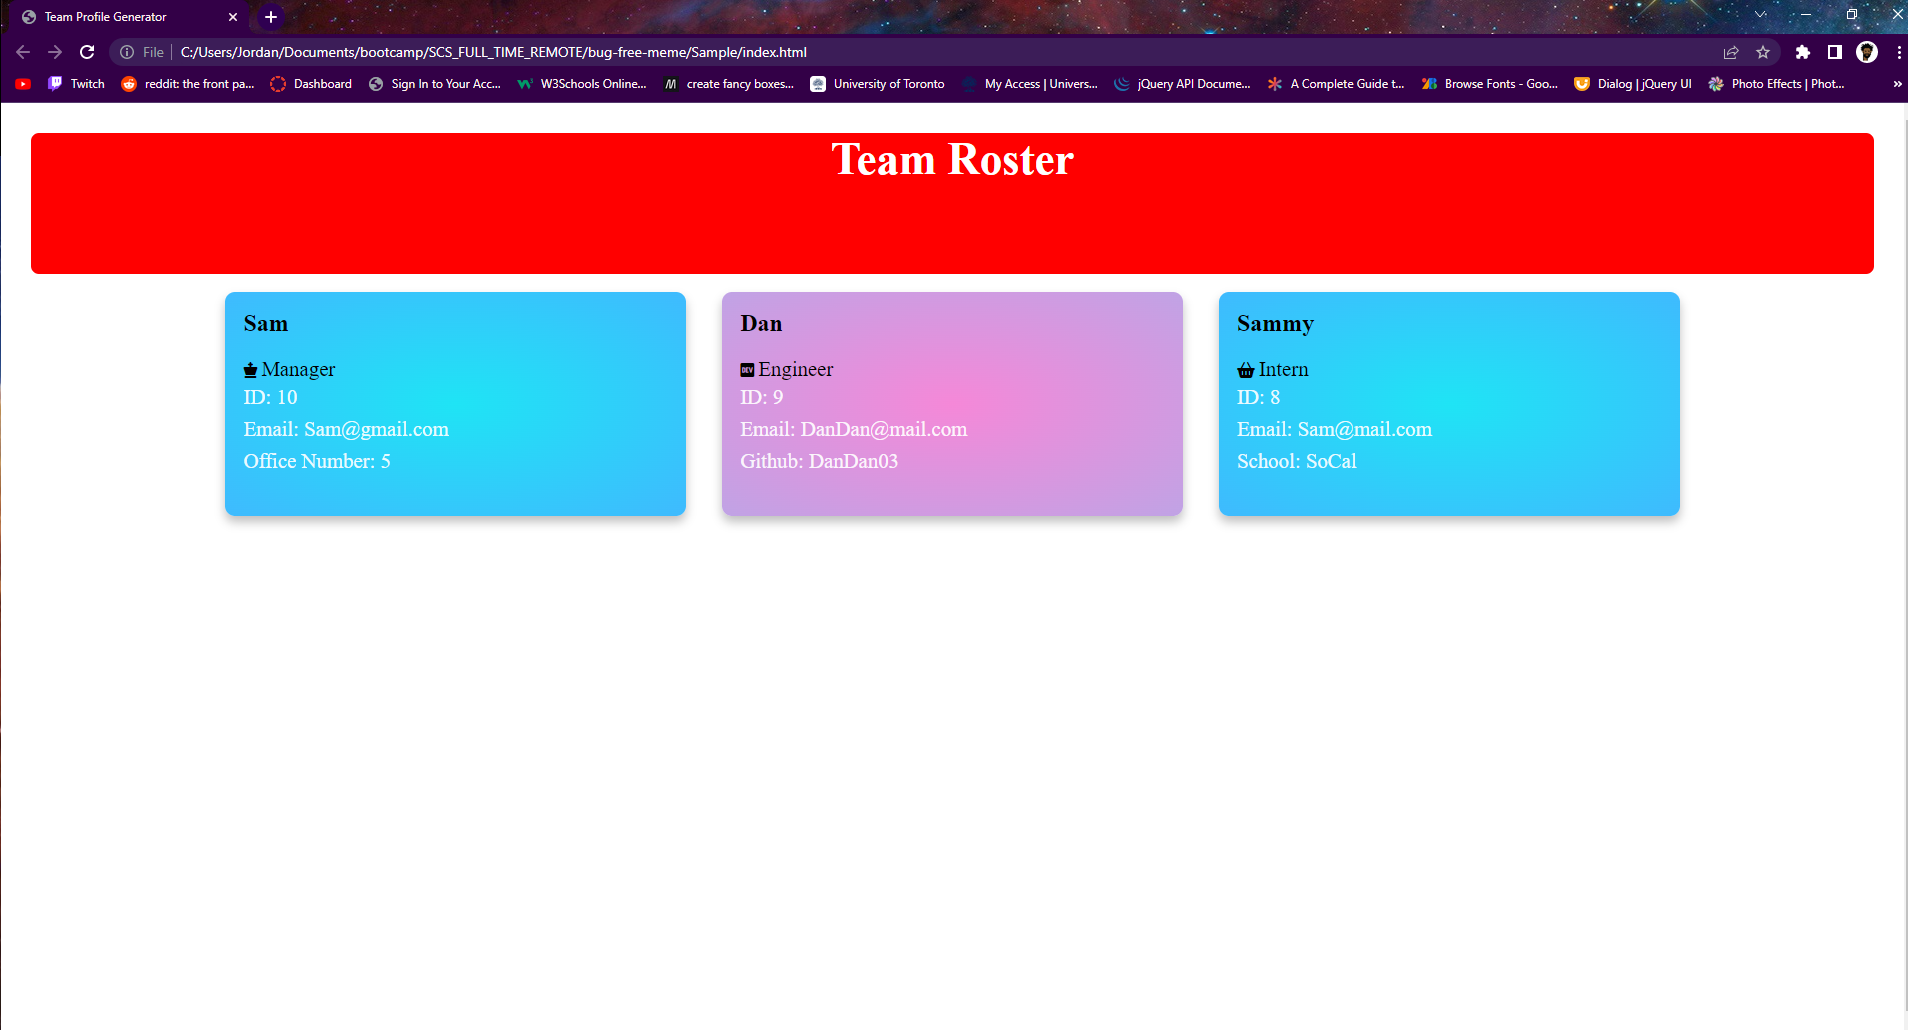 Team Profile Generator
File
C:/Users/Jordan/Documents/bootcamp/SCS_FULL_TIME_REMOTE/bug-free-meme/Sample/index.html
Twitch reddit: the front pa... Dashboard Sign In to Your Acc... W3Schools Online... create fancy boxes... University of Toronto My Access | Univers... jQuery API Docume... A Complete Guide t... Browse Fonts - Goo... Dialog | jQuery UI Photo Effects | Phot... »
Team Roster
Sam
Manager
ID: 10
Email: Sam@gmail.com
Office Number: 5
Dan
DEV Engineer
ID: 9
Email: DanDan@mail.com
Github: DanDan03
Sammy
Intern
ID: 8
Email: Sam@mail.com
School: SoCal